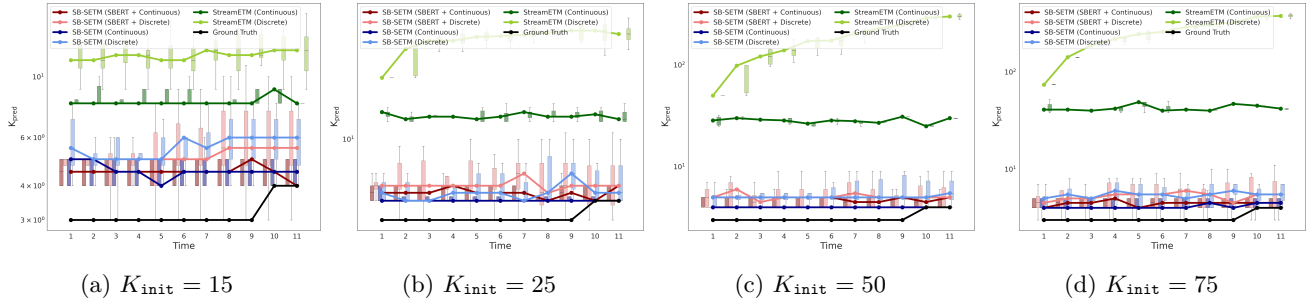 SB-SETM (SBERT + Continuous)
SB-SETM (SBERT + Discrete)
SB-SETM (Continuous)
SB-SETM (Discrete)
StreamETM (Continuous)
StreamETM (Discrete)
Ground Truth
10¹
6 × 10⁰
4 × 10⁰
3 × 10⁰
K_pred
1 2 3 4 5 6 7 8 9 10 11
Time
(a) K_init = 15
SB-SETM (SBERT + Continuous)
SB-SETM (SBERT + Discrete)
SB-SETM (Continuous)
SB-SETM (Discrete)
StreamETM (Continuous)
StreamETM (Discrete)
Ground Truth
10¹
K_pred
1 2 3 4 5 6 7 8 9 10 11
Time
(b) K_init = 25
SB-SETM (SBERT + Continuous)
SB-SETM (SBERT + Discrete)
SB-SETM (Continuous)
SB-SETM (Discrete)
StreamETM (Continuous)
StreamETM (Discrete)
Ground Truth
10²
10¹
K_pred
1 2 3 4 5 6 7 8 9 10 11
Time
(c) K_init = 50
SB-SETM (SBERT + Continuous)
SB-SETM (SBERT + Discrete)
SB-SETM (Continuous)
SB-SETM (Discrete)
StreamETM (Continuous)
StreamETM (Discrete)
Ground Truth
10²
10¹
K_pred
1 2 3 4 5 6 7 8 9 10 11
Time
(d) K_init = 75